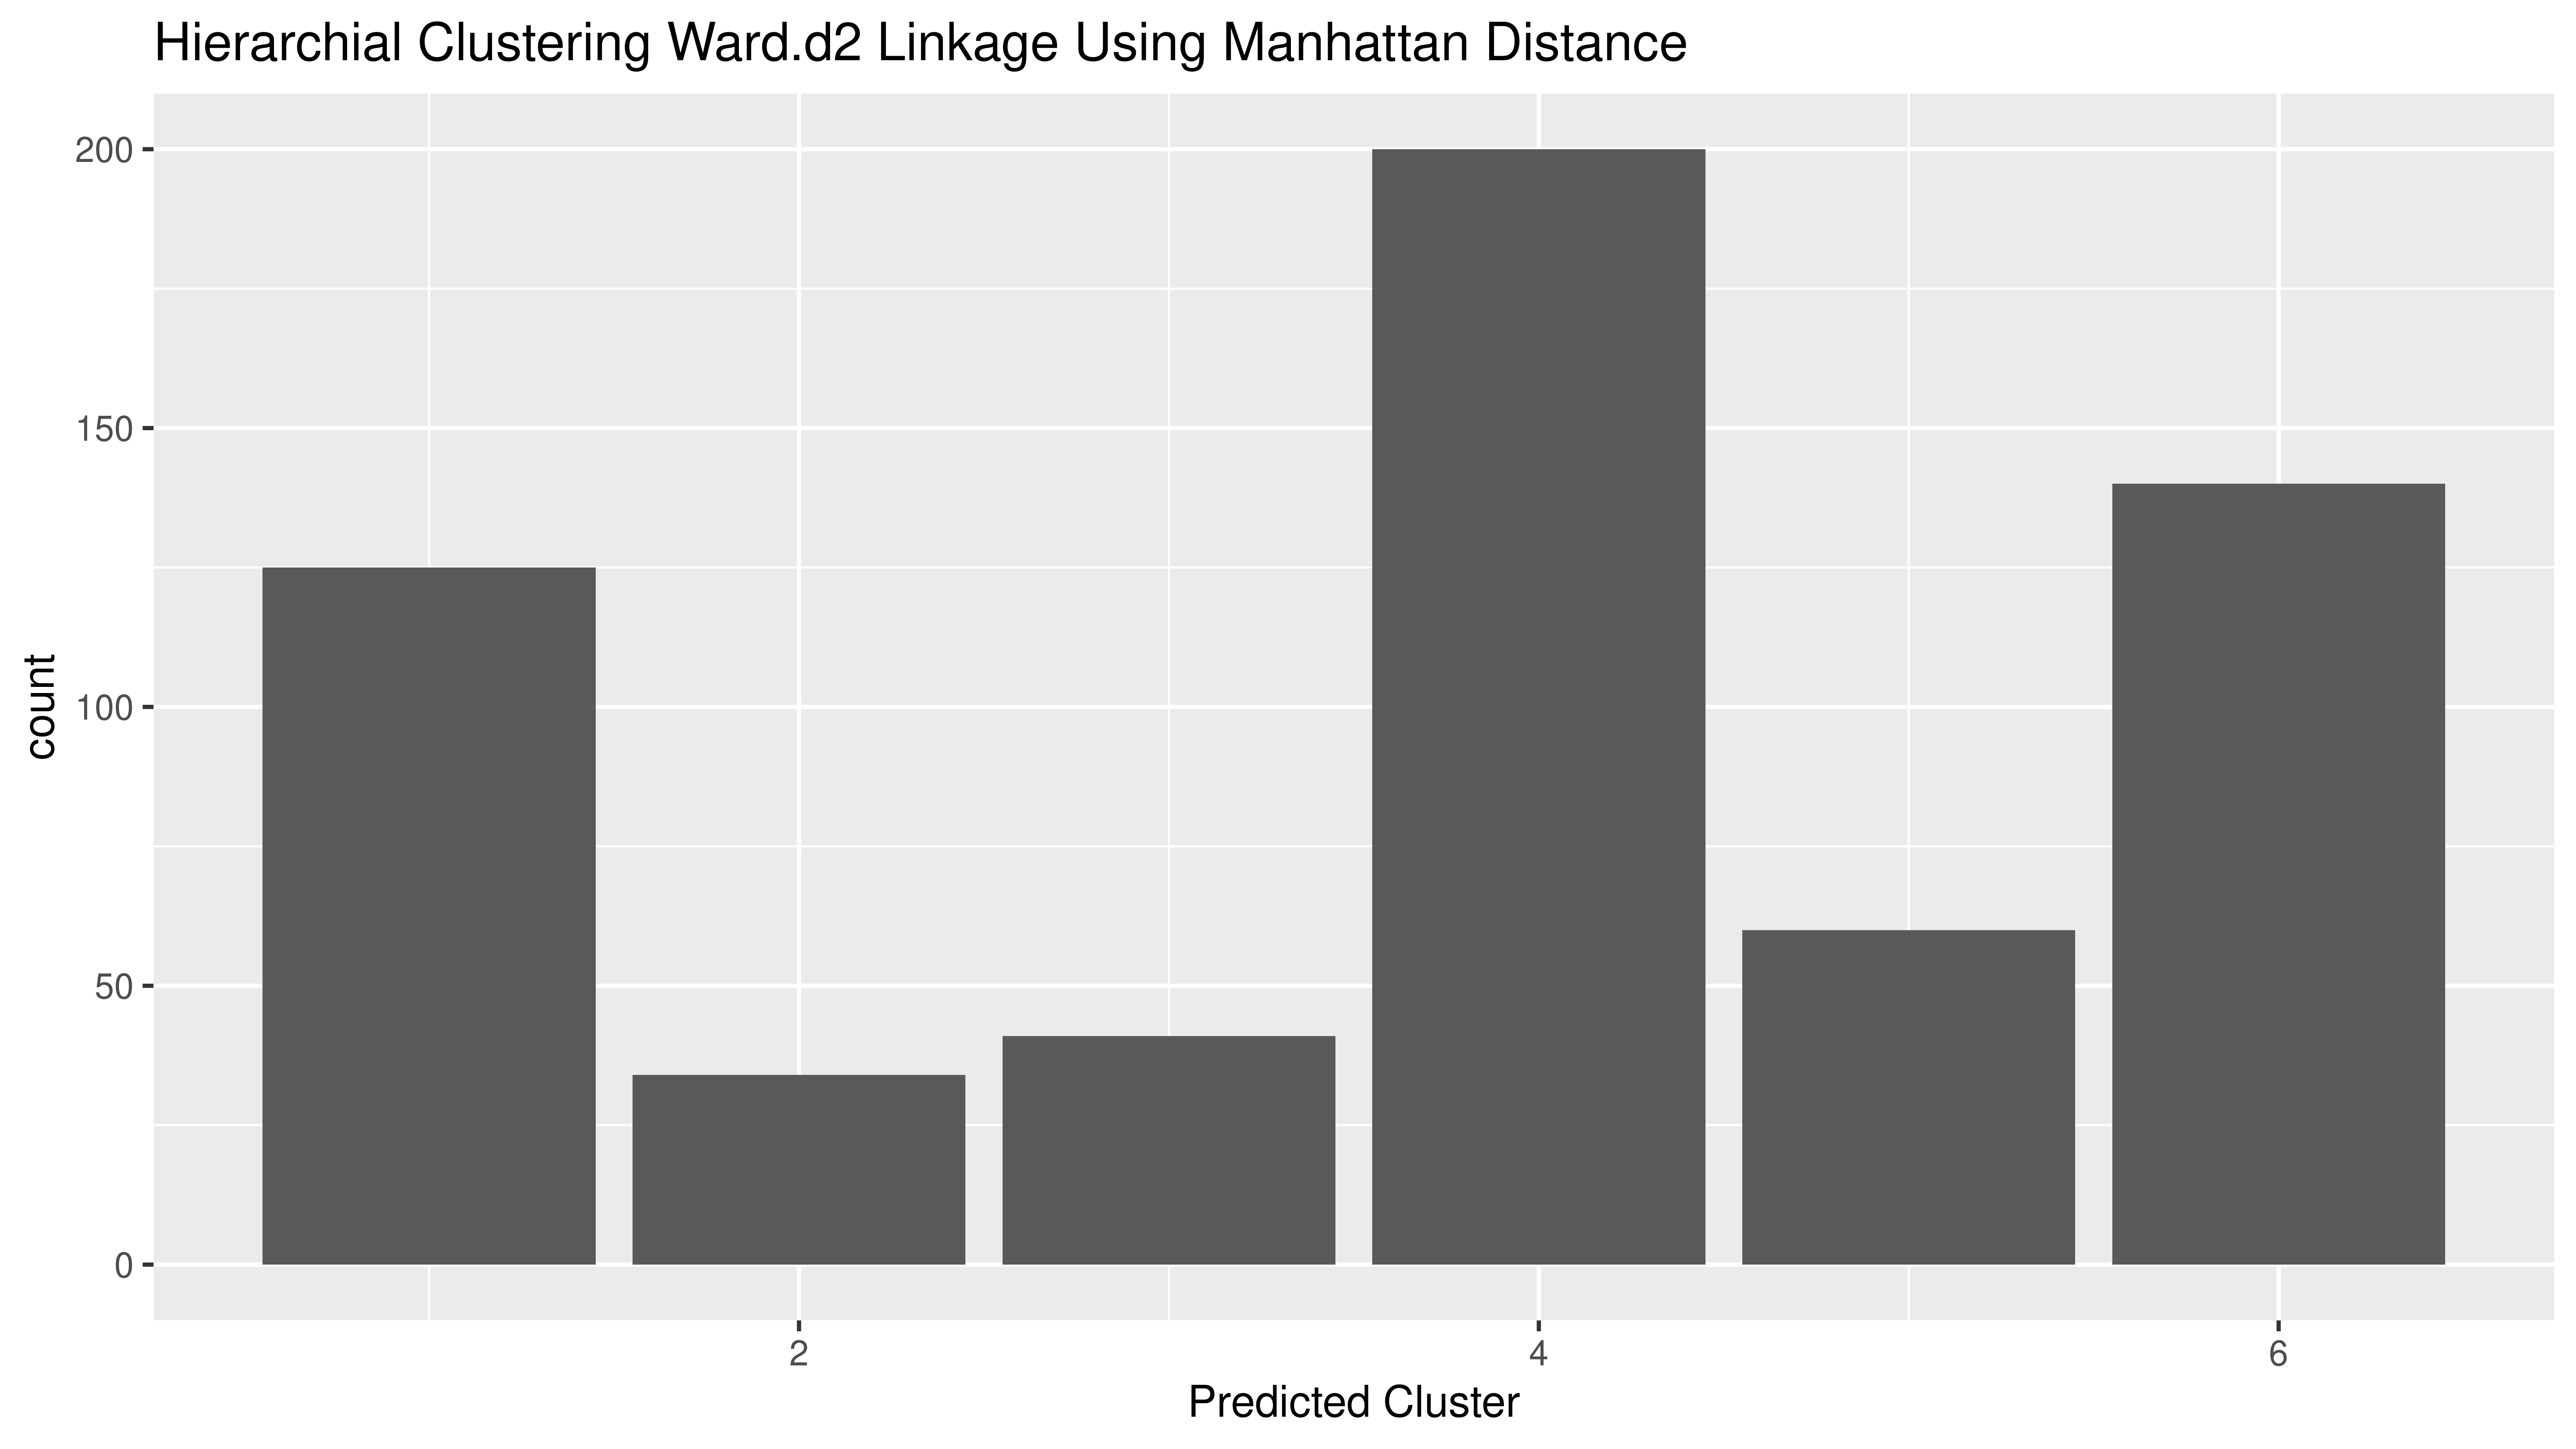 Hierarchial Clustering Ward.d2 Linkage Using Manhattan Distance
200
150
100
50
0
count
2 4 6
Predicted Cluster